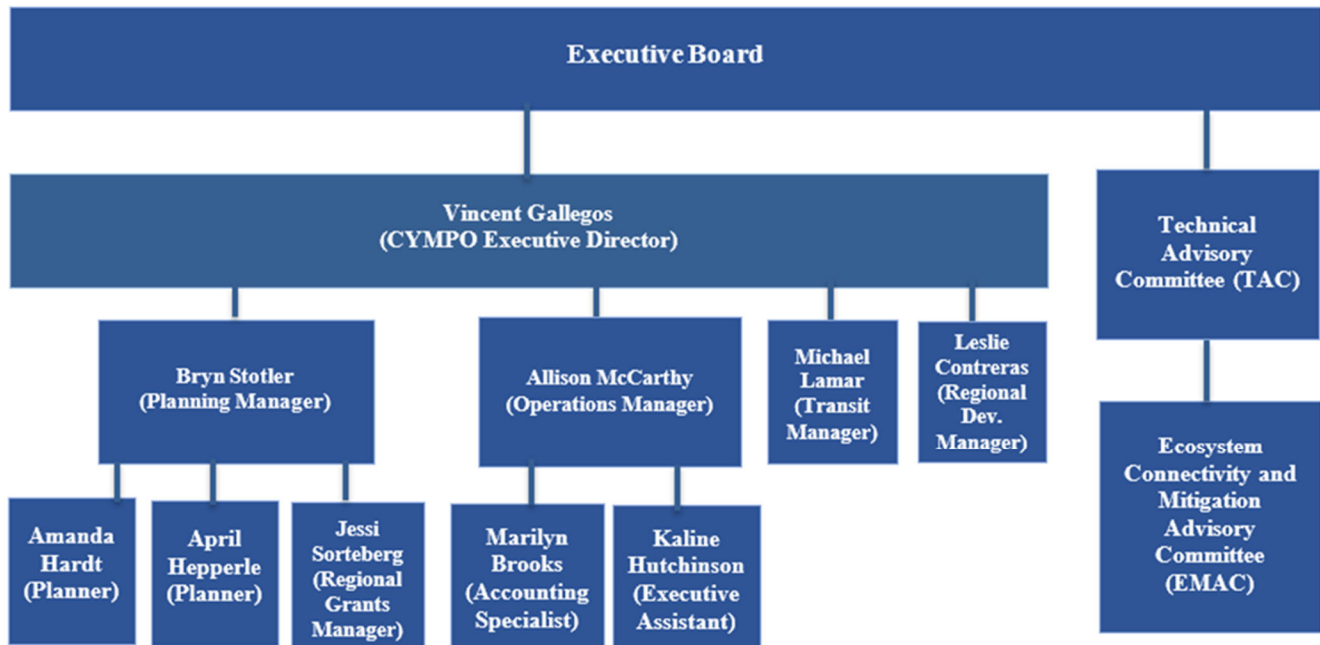 Executive Board
Vincent Gallegos
(CYMPO Executive Director)
Technical
Advisory
Committee (TAC)
Bryn Stotler
(Planning Manager)
Allison McCarthy
(Operations Manager)
Michael
Lamar
(Transit
Manager)
Leslie
Contreras
(Regional
Dev.
Manager)
Ecosystem
Connectivity and
Mitigation
Advisory
Committee
(EMAC)
Amanda
Hardt
(Planner)
April
Hepperle
(Planner)
Jessi
Sorteberg
(Regional
Grants
Manager)
Marilyn
Brooks
(Accounting
Specialist)
Kaline
Hutchinson
(Executive
Assistant)